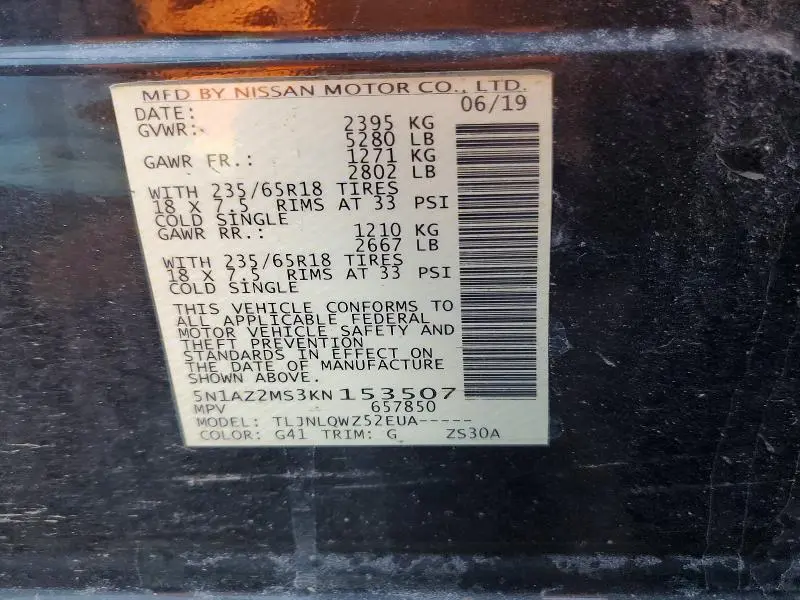 MFD BY NISSAN MOTOR CO., LTD.
DATE: 06/19
GVWR: 2395 KG
5280 LB
GAWR FR.: 1271 KG
2802 LB
WITH 235/65R18 TIRES
18 X 7.5 RIMS AT 33 PSI
COLD SINGLE
GAWR RR.: 1210 KG
2667 LB
WITH 235/65R18 TIRES
18 X 7.5 RIMS AT 33 PSI
COLD SINGLE
THIS VEHICLE CONFORMS TO
ALL APPLICABLE FEDERAL
MOTOR VEHICLE SAFETY AND
THEFT PREVENTION
STANDARDS IN EFFECT ON
THE DATE OF MANUFACTURE
SHOWN ABOVE.
5N1AZ2MS3KN153507
MPV 657850
MODEL: TLJNLQWZ52EUA-----
COLOR: G41 TRIM: G ZS30A